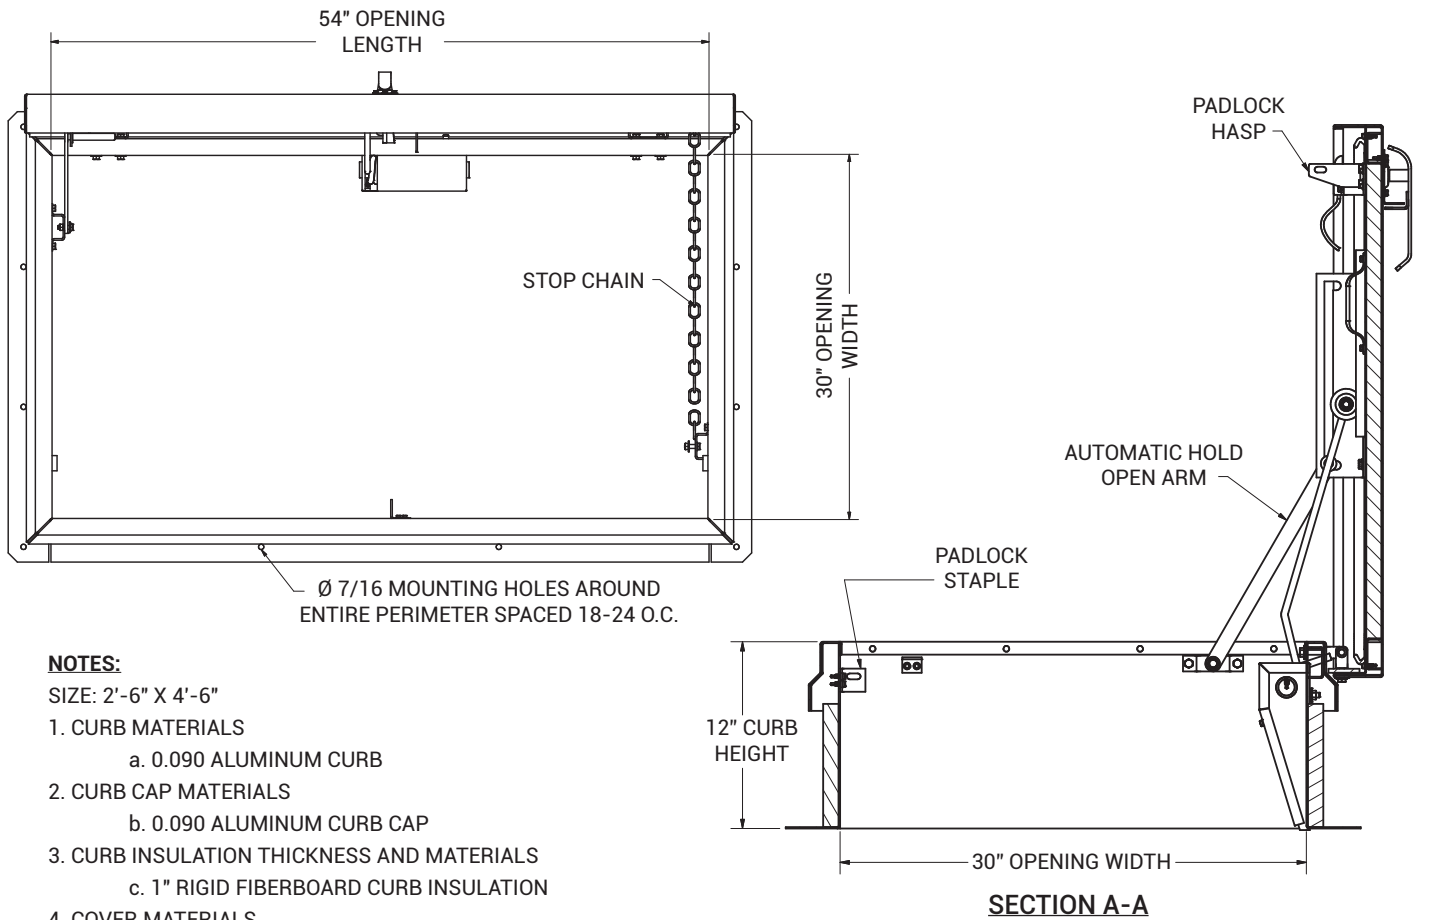 54" OPENING
LENGTH
PADLOCK
HASP
STOP CHAIN
30" OPENING
WIDTH
AUTOMATIC HOLD
OPEN ARM
PADLOCK
STAPLE
Ø 7/16 MOUNTING HOLES AROUND
ENTIRE PERIMETER SPACED 18-24 O.C.
NOTES:
SIZE: 2'-6" X 4'-6"
1. CURB MATERIALS
a. 0.090 ALUMINUM CURB
2. CURB CAP MATERIALS
b. 0.090 ALUMINUM CURB CAP
3. CURB INSULATION THICKNESS AND MATERIALS
c. 1" RIGID FIBERBOARD CURB INSULATION
4. COVER MATERIALS
12" CURB
HEIGHT
30" OPENING WIDTH
SECTION A-A